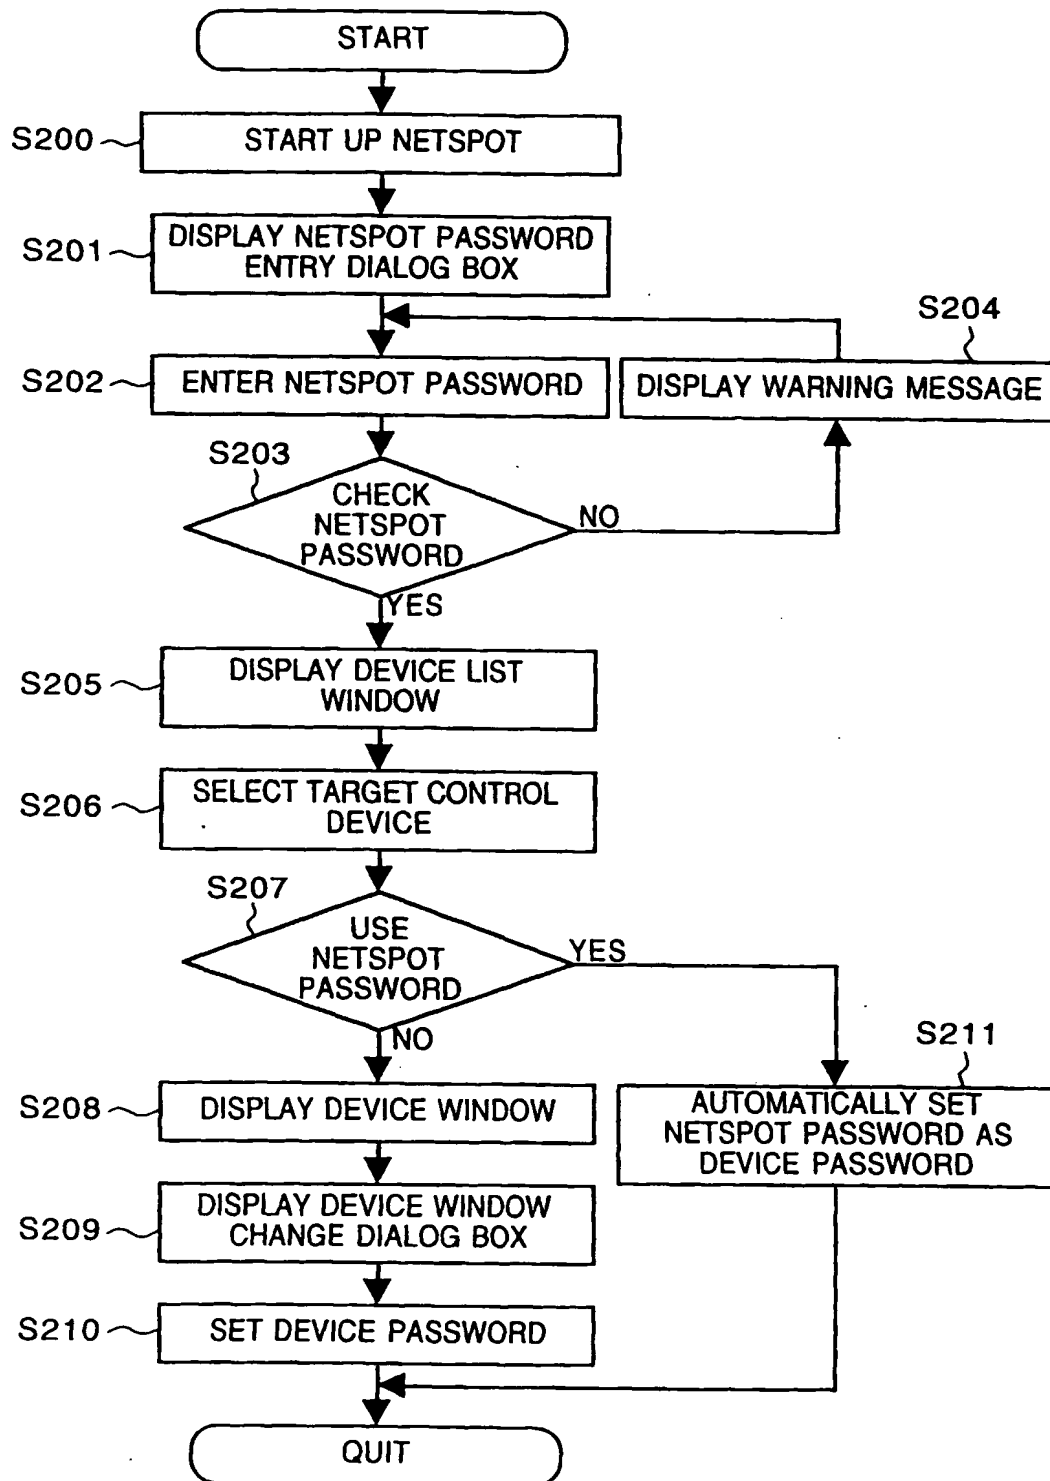 START
S200
START UP NETSPOT
S201
DISPLAY NETSPOT PASSWORD
ENTRY DIALOG BOX
S204
S202
ENTER NETSPOT PASSWORD
DISPLAY WARNING MESSAGE
S203
CHECK
NETSPOT
PASSWORD
NO
YES
S205
DISPLAY DEVICE LIST
WINDOW
S206
SELECT TARGET CONTROL
DEVICE
S207
USE
NETSPOT
PASSWORD
YES
NO
S211
S208
DISPLAY DEVICE WINDOW
AUTOMATICALLY SET
NETSPOT PASSWORD AS
DEVICE PASSWORD
S209
DISPLAY DEVICE WINDOW
CHANGE DIALOG BOX
S210
SET DEVICE PASSWORD
QUIT